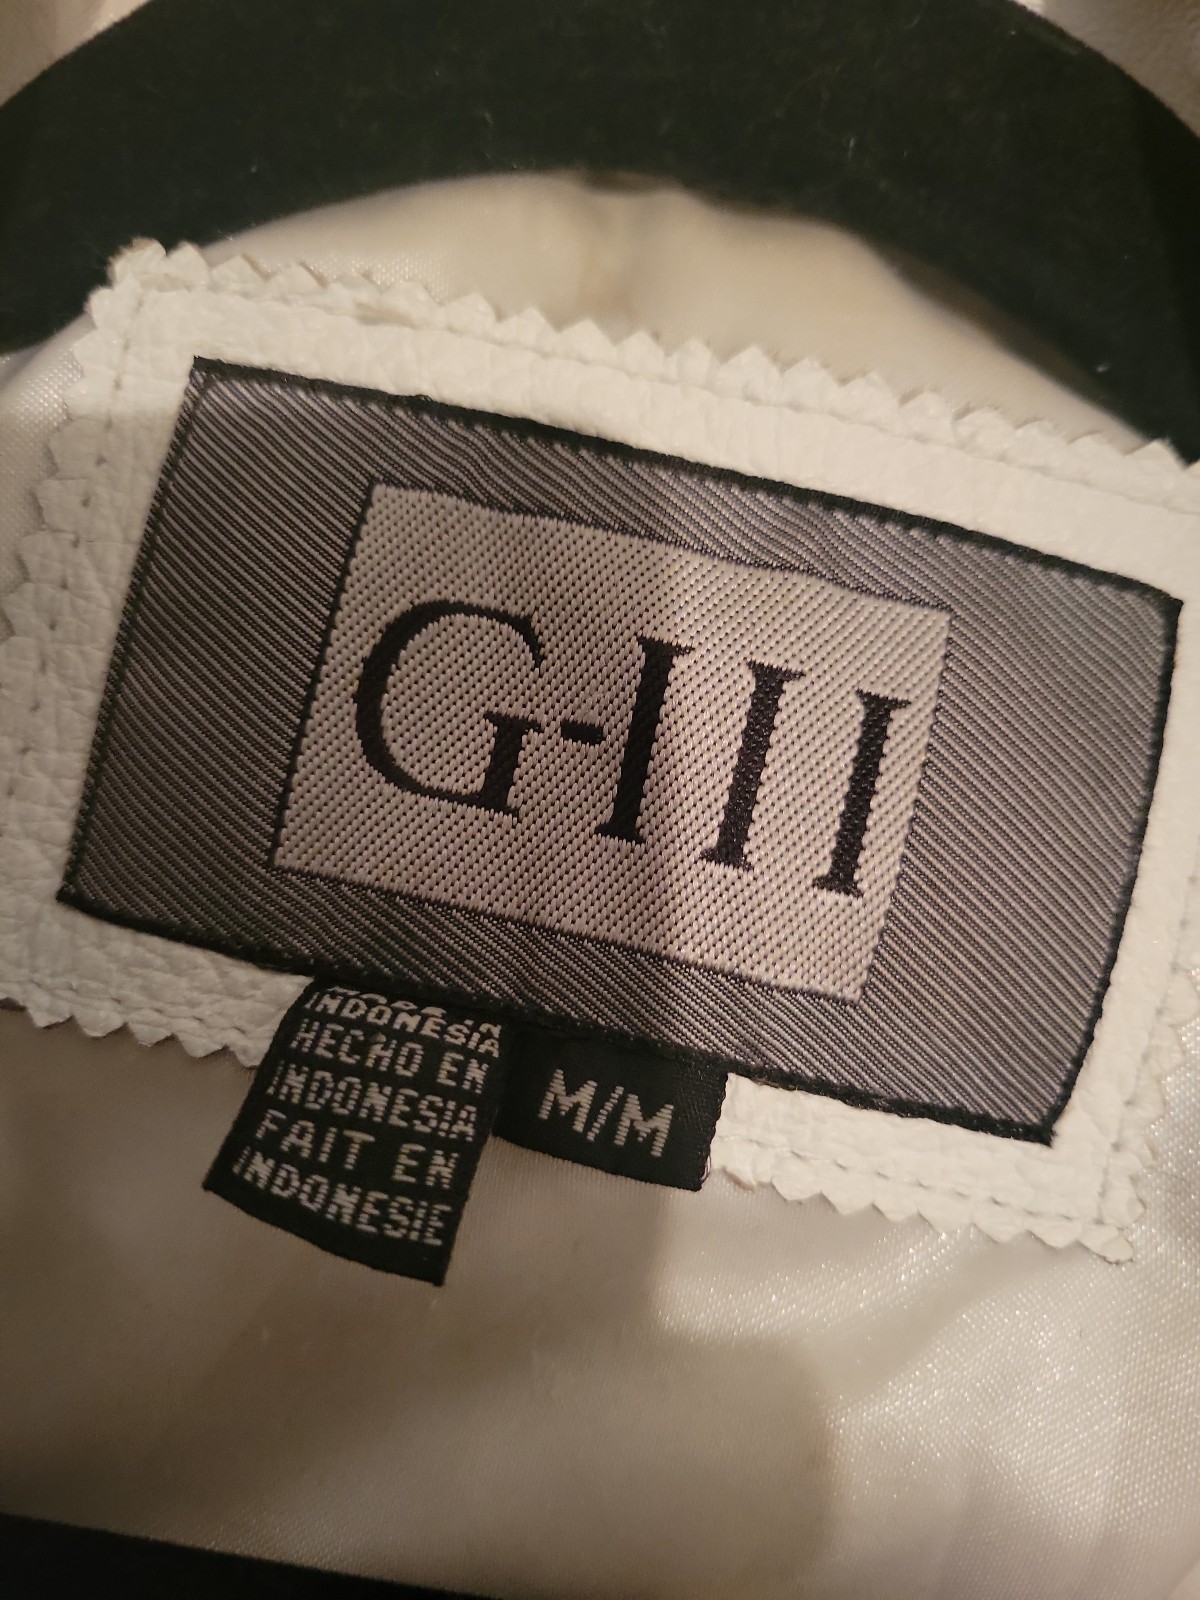 G-III
INDONESIA
HECHO EN
INDONESIA
FAIT EN
INDONESIE
M/M